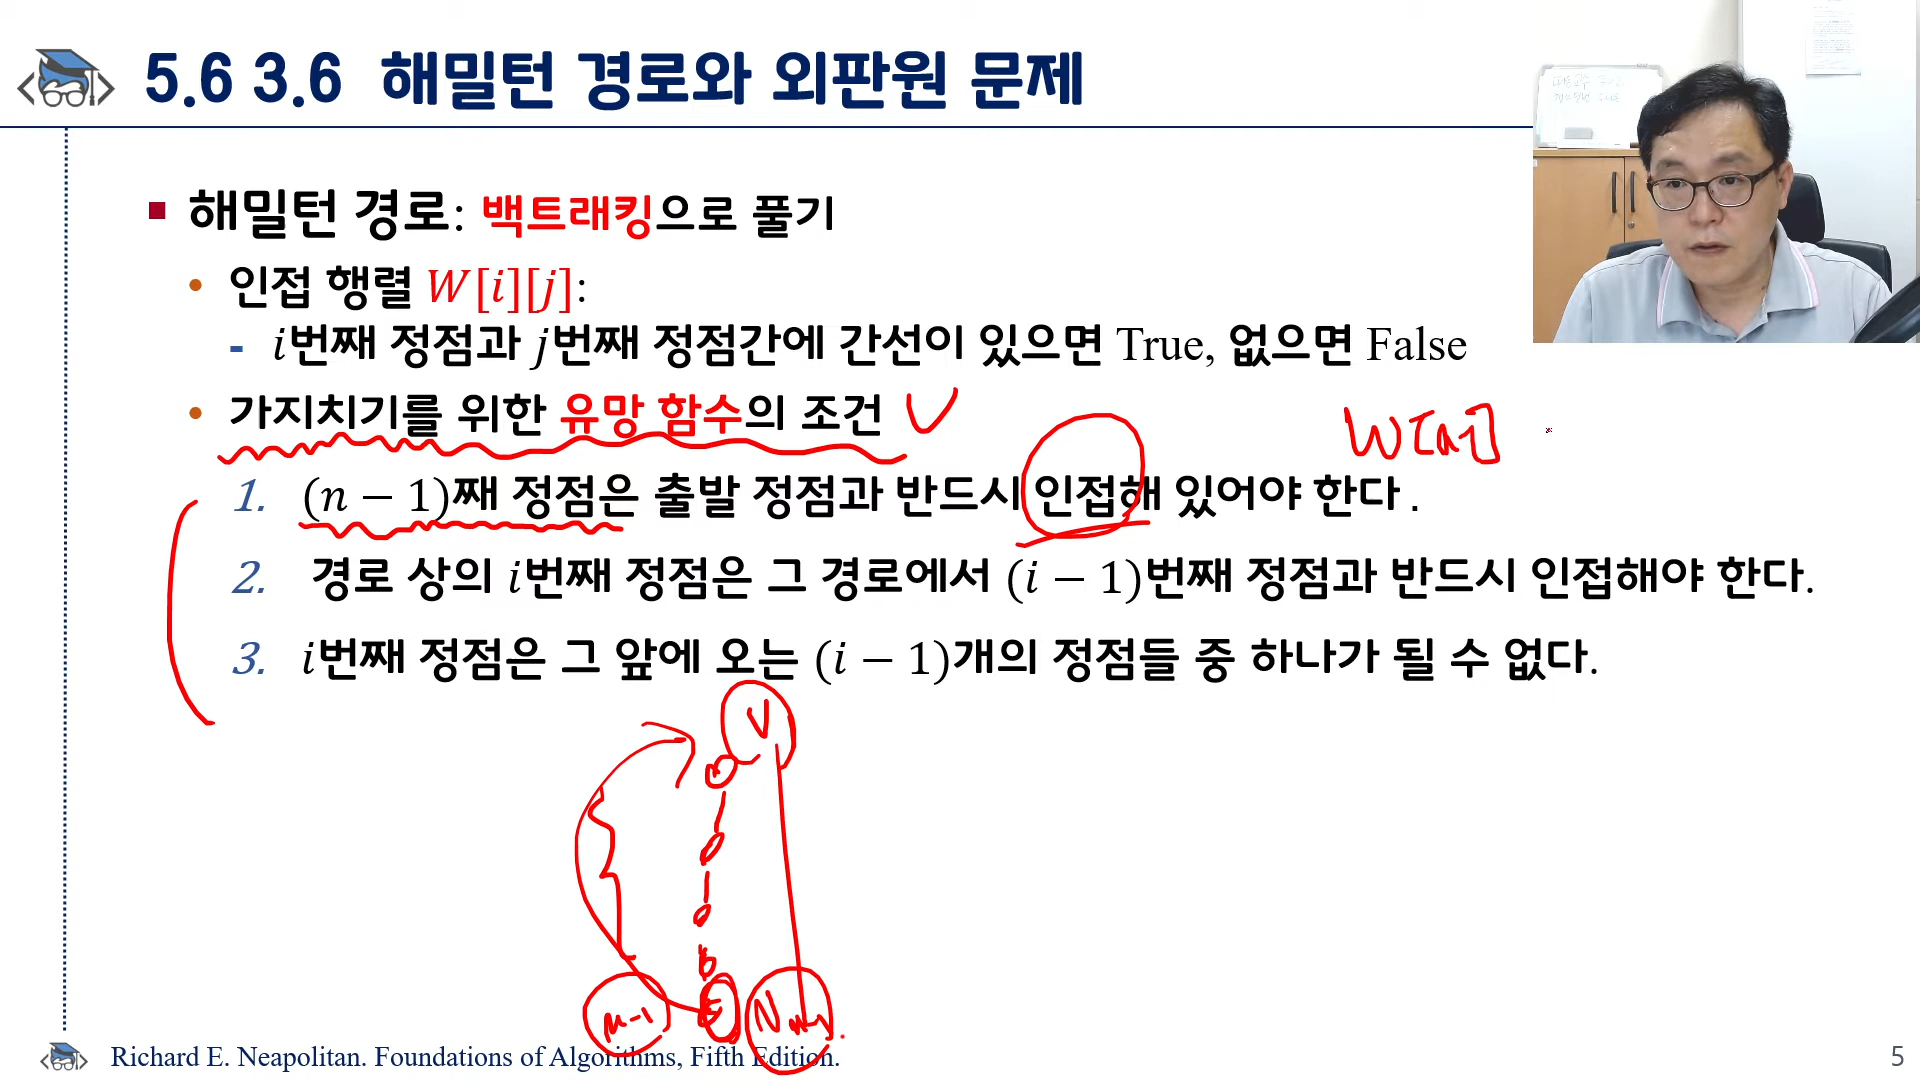 5.6 3.6 해밀턴 경로와 외판원 문제
해밀턴 경로: 백트래킹으로 풀기
인접 행렬 W[i][j]:
- i번째 정점과 j번째 정점간에 간선이 있으면 True, 없으면 False
가지치기를 위한 유망 함수의 조건
1. (n − 1)째 정점은 출발 정점과 반드시 인접해 있어야 한다.
2. 경로 상의 i번째 정점은 그 경로에서 (i − 1)번째 정점과 반드시 인접해야 한다.
3. i번째 정점은 그 앞에 오는 (i − 1)개의 정점들 중 하나가 될 수 없다.
V
n-1
Richard E. Neapolitan. Foundations of Algorithms, Fifth Edition.
5